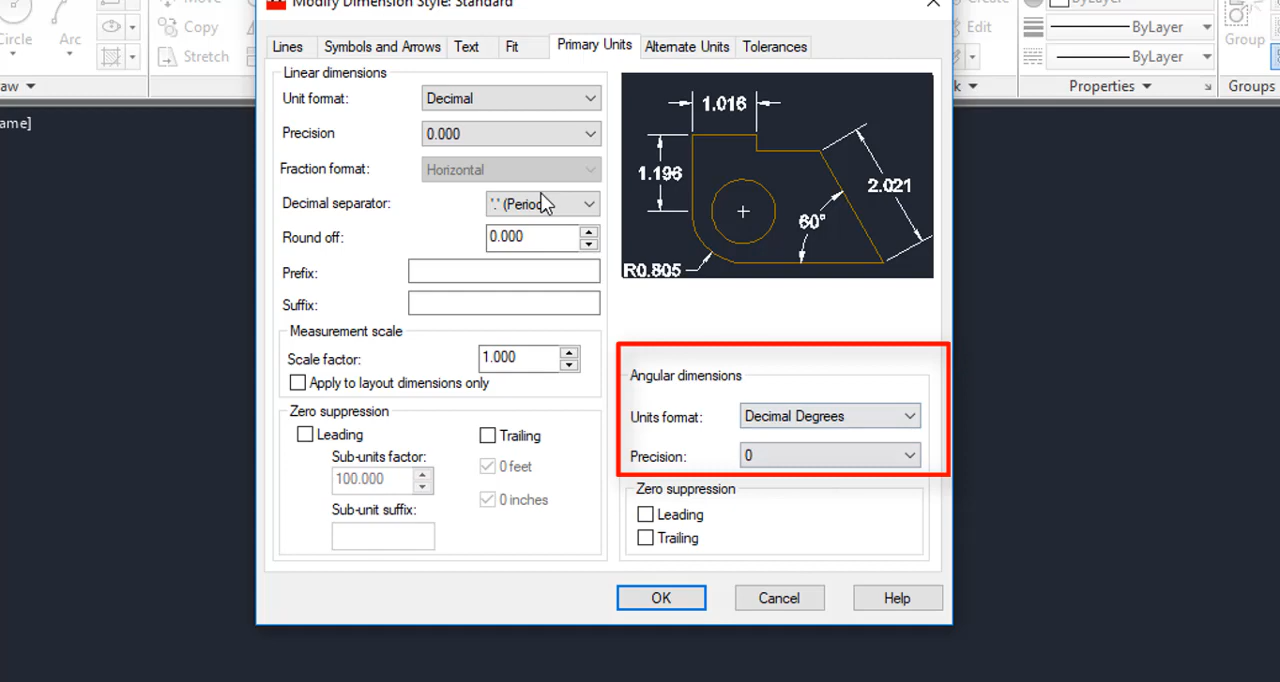 Modify Dimension Style: Standard
Move
Create
ByLayer
Circle
Arc
Copy
Edit
ByLayer
Group
Stretch
ByLayer
aw
k
Properties
Groups
ame]
Lines
Symbols and Arrows
Text
Fit
Primary Units
Alternate Units
Tolerances
Linear dimensions
Unit format:
Decimal
Precision
0.000
Fraction format:
Horizontal
Decimal separator:
'.' (Period
Round off:
0.000
Prefix:
Suffix:
Measurement scale
Scale factor:
1.000
Apply to layout dimensions only
Zero suppression
Leading
Trailing
Sub-units factor:
100.000
0 feet
0 inches
Sub-unit suffix:
1.016
1.196
2.021
60°
R0.805
Angular dimensions
Units format:
Decimal Degrees
Precision:
0
Zero suppression
Leading
Trailing
OK
Cancel
Help